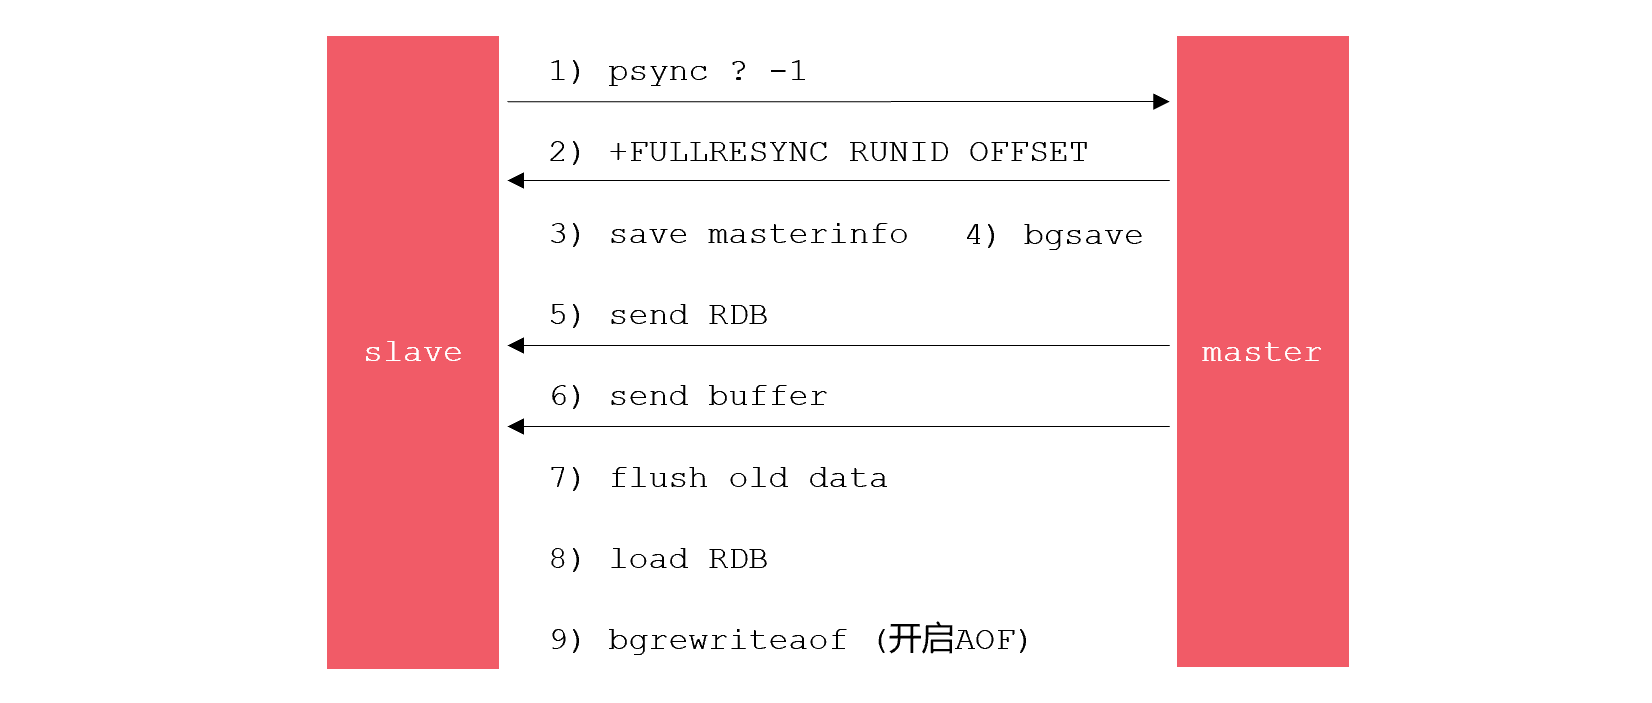 1) psync ? -1
2) +FULLRESYNC RUNID OFFSET
3) save masterinfo 4) bgsave
5) send RDB
slave
master
6) send buffer
7) flush old data
8) load RDB
9) bgrewriteaof (开启AOF)